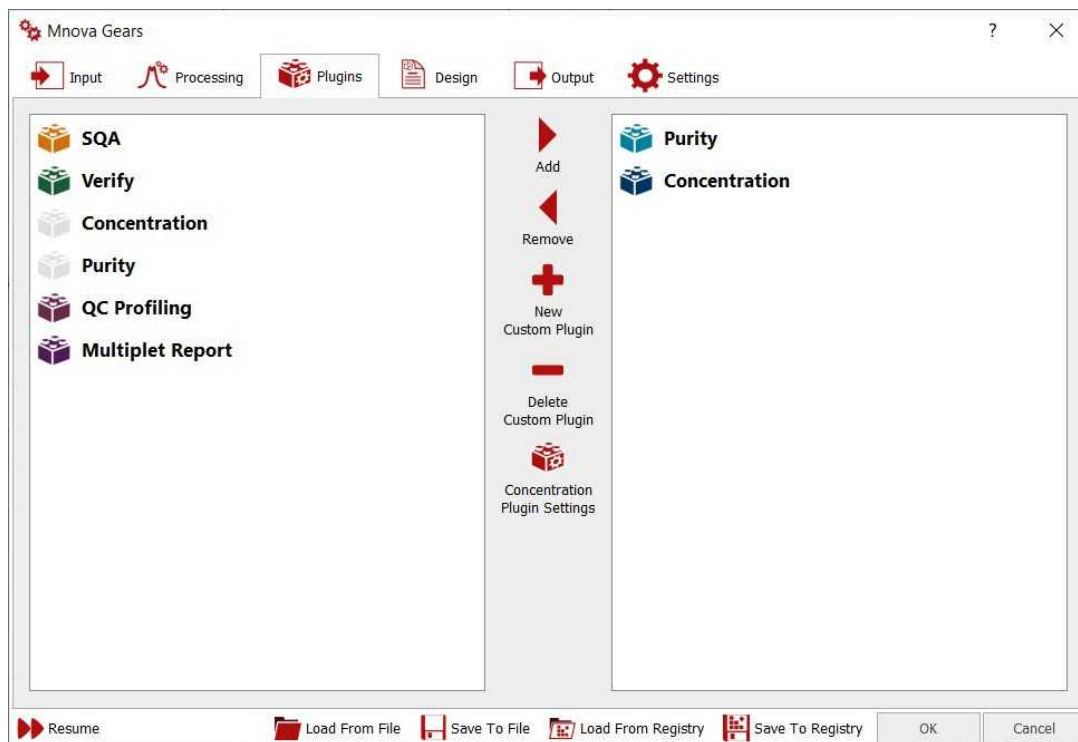 Mnova Gears
?
Input
Processing
Plugins
Design
Output
Settings
SQA
Verify
Concentration
Purity
QC Profiling
Multiplet Report
Add
Remove
New
Custom Plugin
Delete
Custom Plugin
Concentration
Plugin Settings
Purity
Concentration
Resume
Load From File
Save To File
Load From Registry
Save To Registry
OK
Cancel